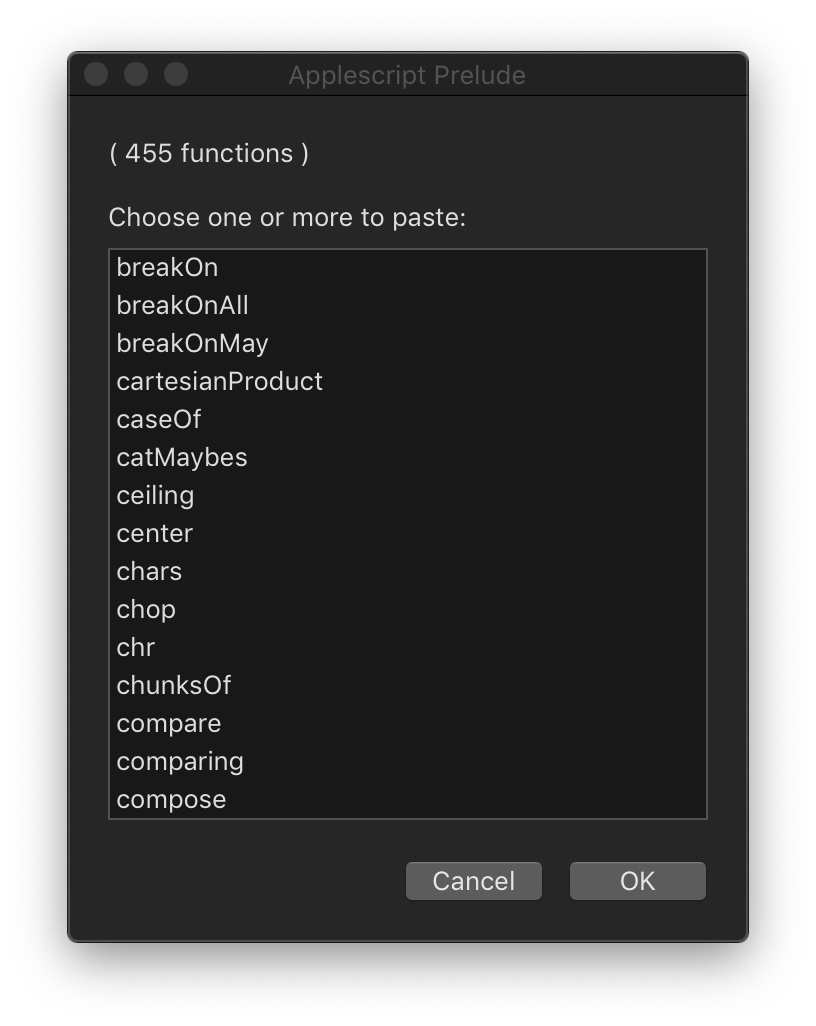 Applescript Prelude
( 455 functions )
Choose one or more to paste:
breakOn
breakOnAll
breakOnMay
cartesianProduct
caseOf
catMaybes
ceiling
center
chars
chop
chr
chunksOf
compare
comparing
compose
Cancel OK